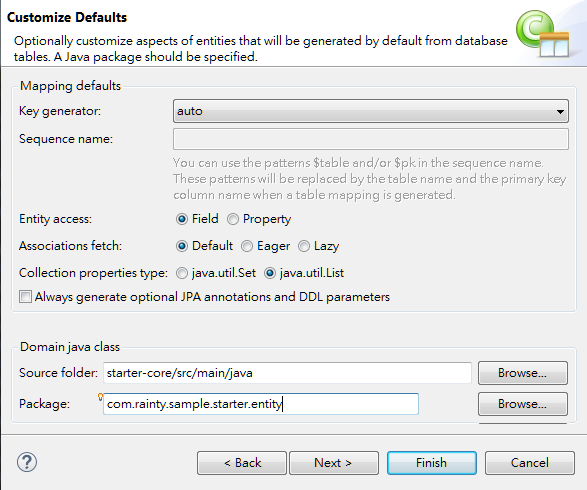 Customize Defaults
Optionally customize aspects of entities that will be generated by default from database
tables. A Java package should be specified.
Mapping defaults
Key generator: auto
Sequence name:
You can use the patterns $table and/or $pk in the sequence name.
These patterns will be replaced by the table name and the primary key
column name when a table mapping is generated.
Entity access: Field Property
Associations fetch: Default Eager Lazy
Collection properties type: java.util.Set java.util.List
Always generate optional JPA annotations and DDL parameters
Domain java class
Source folder: starter-core/src/main/java Browse...
Package: com.rainty.sample.starter.entity Browse...
? < Back Next > Finish Cancel